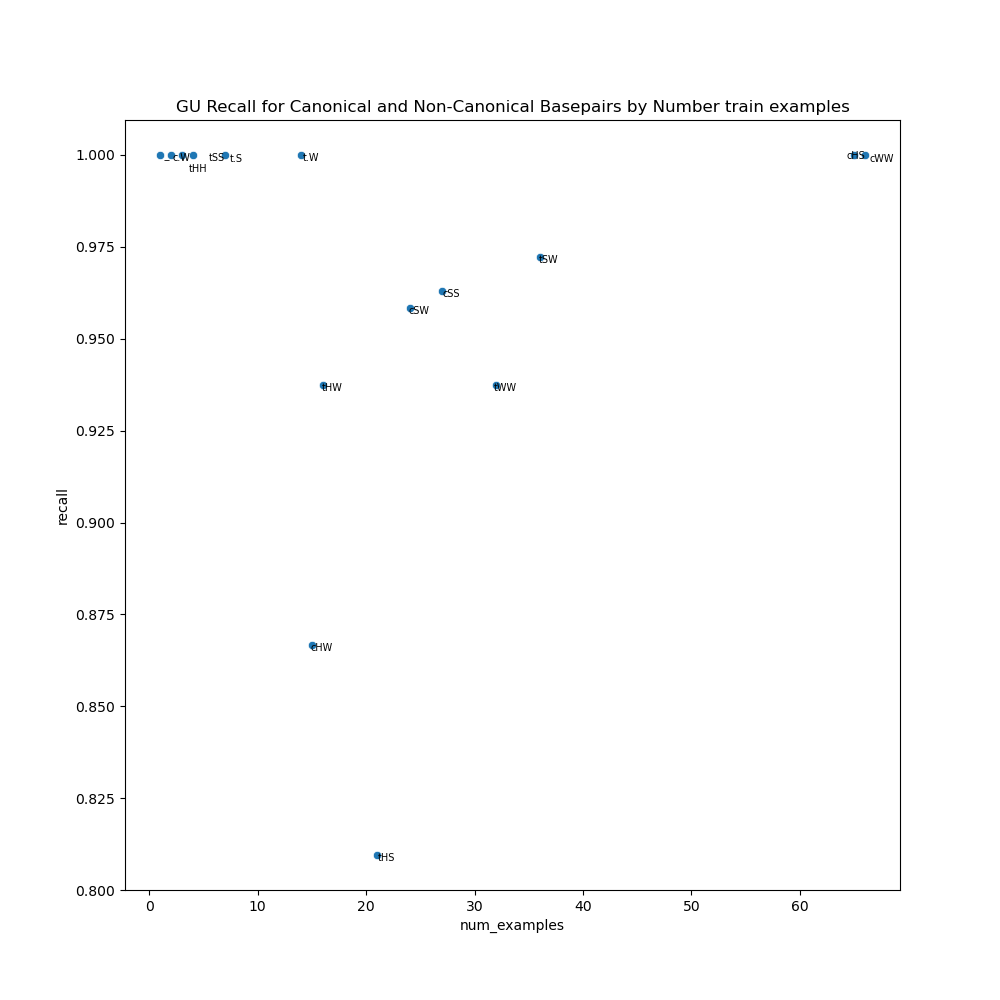 GU Recall for Canonical and Non-Canonical Basepairs by Number train examples
1.000
c.W
tHH
tSS
t.S
t.W
cHS
cWW
0.975
tSW
cSS
0.950
cSW
tHW
tWW
0.925
0.900
recall
0.875
cHW
0.850
0.825
tHS
0.800
0
10
20
30
40
50
60
num_examples